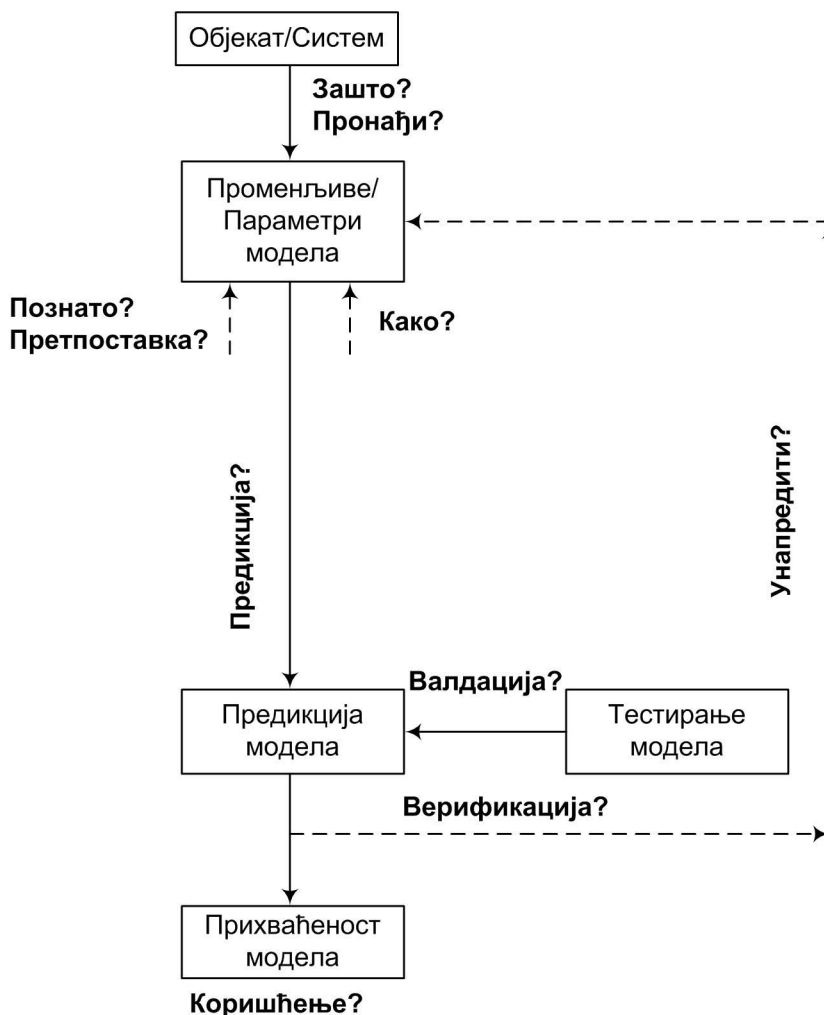 Објекат/Систем
Зашто?
Пронађи?
Променљиве/
Параметри
модела
Познато?
Претпоставка?
Како?
Предикција?
Унапредити?
Валдација?
Предикција
модела
Тестирање
модела
Верификација?
Прихваћеност
модела
Коришћење?